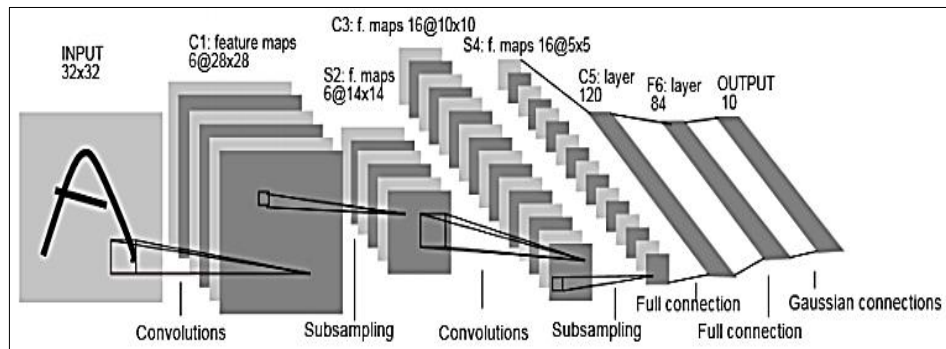 INPUT
32x32
C1: feature maps
6@28x28
S2: f. maps
6@14x14
C3: f. maps 16@10x10
S4: f. maps 16@5x5
C5: layer
120
F6: layer
84
OUTPUT
10
Convolutions
Subsampling
Convolutions
Subsampling
Full connection
Full connection
Gaussian connections